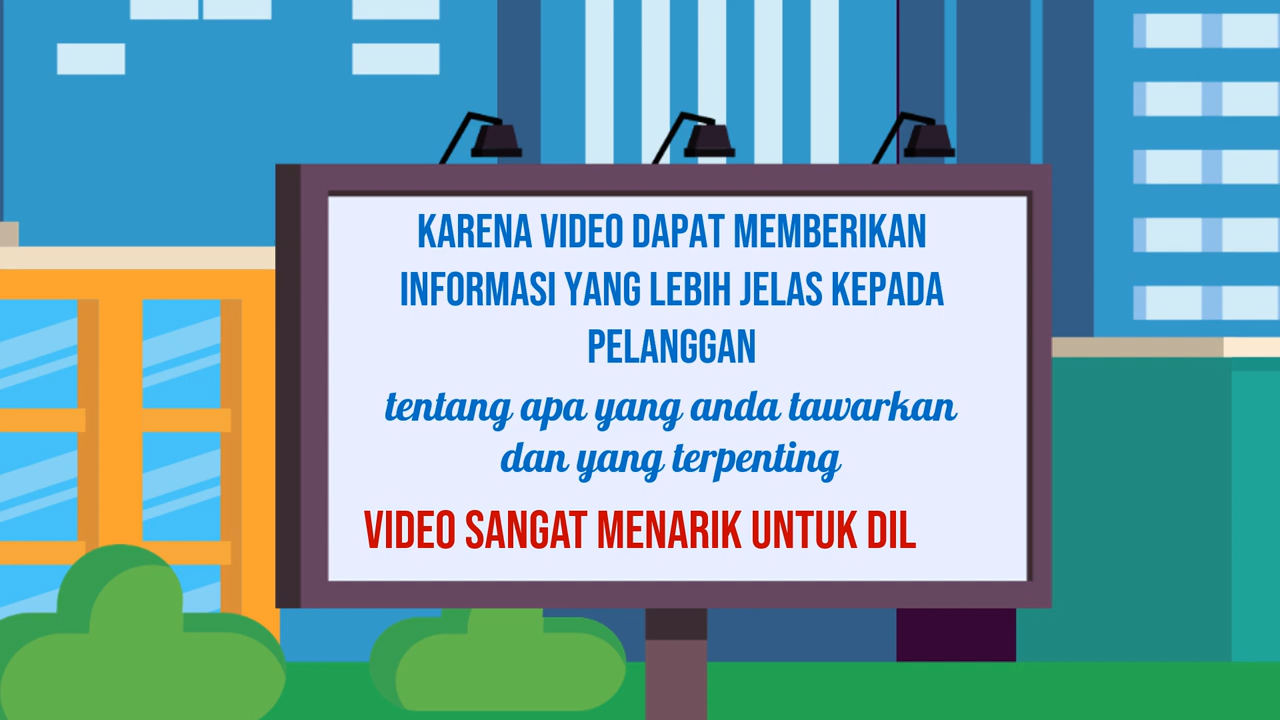 KARENA VIDEO DAPAT MEMBERIKAN
INFORMASI YANG LEBIH JELAS KEPADA
PELANGGAN
tentang apa yang anda tawarkan
dan yang terpenting
VIDEO SANGAT MENARIK UNTUK DIL